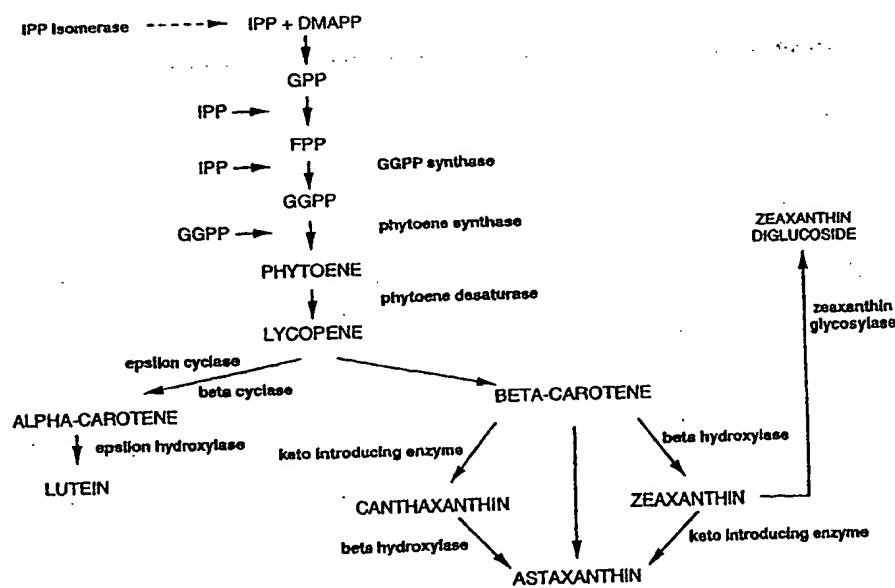 IPP Isomerase
IPP + DMAPP
GPP
IPP
FPP
IPP
GGPP synthase
GGPP
GGPP
phytoene synthase
ZEAXANTHIN
DIGLUCOSIDE
PHYTOENE
phytoene desaturase
zeaxanthin
glycosylase
LYCOPENE
epsilon cyclase
beta cyclase
BETA-CAROTENE
ALPHA-CAROTENE
epsilon hydroxylase
keto introducing enzyme
beta hydroxylase
LUTEIN
CANTHAXANTHIN
ZEAXANTHIN
beta hydroxylase
keto introducing enzyme
ASTAXANTHIN